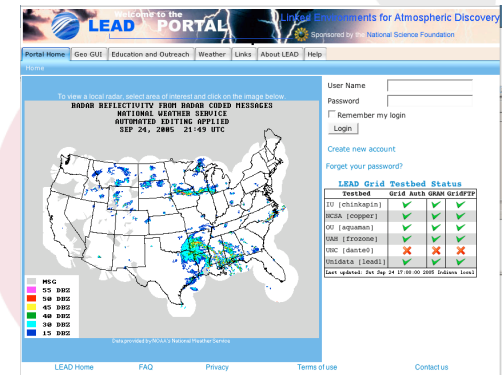 Welcome to the
LEAD PORTAL
Linked Environments for Atmospheric Discovery
Sponsored by the National Science Foundation
Portal Home Geo GUI Education and Outreach Weather Links About LEAD Help
Home
To view a local radar, select area of interest and click on the image below.
RADAR REFLECTIVITY FROM RADAR CODED MESSAGES
NATIONAL WEATHER SERVICE
AUTOMATED EDITING APPLIED
SEP 24, 2005 21:49 UTC
MSG
55 DBZ
50 DBZ
45 DBZ
40 DBZ
30 DBZ
15 DBZ
Data provided by NOAA's National Weather Service
User Name
Password
Remember my login
Login
Create new account
Forget your password?
LEAD Grid Testbed Status
Testbed Grid Auth GRAM GridFTP
IU [chinkapin]
NCSA [copper]
OU [aquaman]
UAH [frozone]
UNC [dante0]
Unidata [lead1]
Last updated: Sat Sep 24 17:00:00 2005 Indiana local
LEAD Home FAQ Privacy Terms of use Contact us